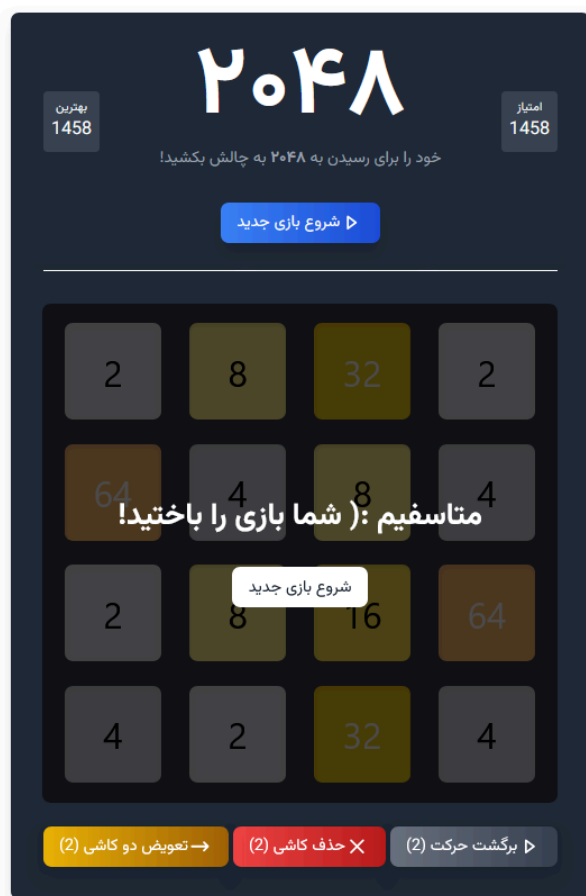 ۲۰۴۸
امتیاز
1458
بهترین
1458
خود را برای رسیدن به ۲۰۴۸ به چالش بکشید!
شروع بازی جدید
2 8 32 2
64 4 8 4
متاسفیم :( شما بازی را باختید!
شروع بازی جدید
2 8 16 64
4 2 32 4
برگشت حرکت (2)
حذف کاشی (2)
تعویض دو کاشی (2)